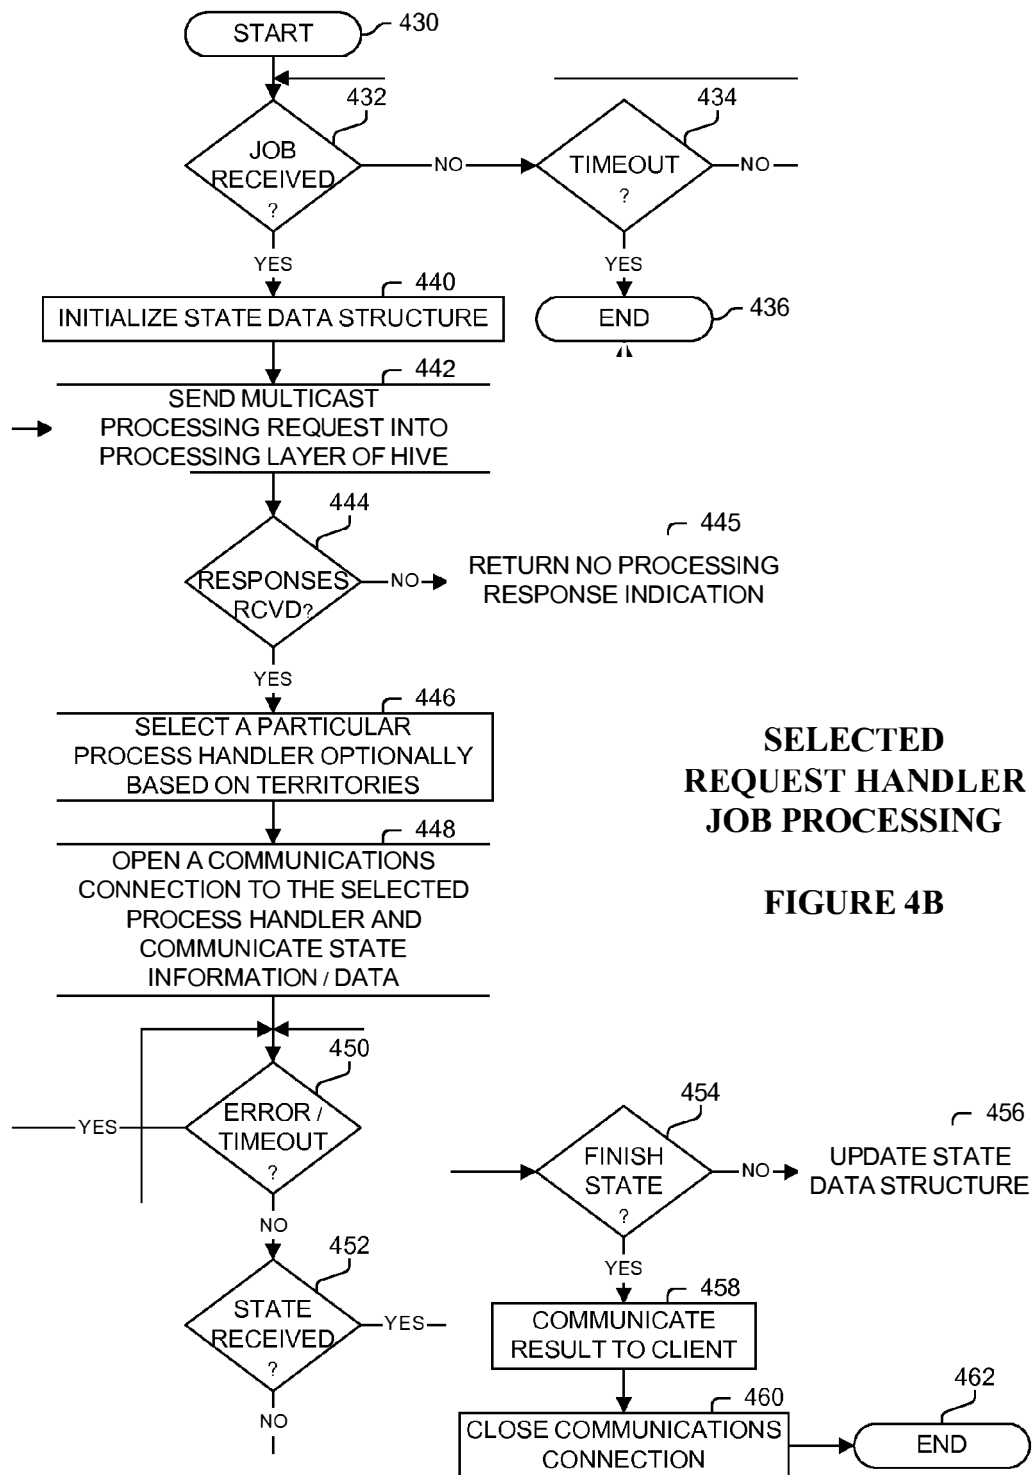 START
430
432
JOB
RECEIVED
?
NO
434
TIMEOUT
?
NO
YES
YES
440
INITIALIZE STATE DATA STRUCTURE
END
436
442
SEND MULTICAST
PROCESSING REQUEST INTO
PROCESSING LAYER OF HIVE
444
RESPONSES
RCVD?
NO
445
RETURN NO PROCESSING
RESPONSE INDICATION
YES
446
SELECT A PARTICULAR
PROCESS HANDLER OPTIONALLY
BASED ON TERRITORIES
SELECTED
REQUEST HANDLER
JOB PROCESSING
FIGURE 4B
448
OPEN A COMMUNICATIONS
CONNECTION TO THE SELECTED
PROCESS HANDLER AND
COMMUNICATE STATE
INFORMATION / DATA
450
ERROR /
TIMEOUT
?
YES
NO
452
STATE
RECEIVED
?
YES
NO
454
FINISH
STATE
?
NO
456
UPDATE STATE
DATA STRUCTURE
YES
458
COMMUNICATE
RESULT TO CLIENT
460
CLOSE COMMUNICATIONS
CONNECTION
462
END